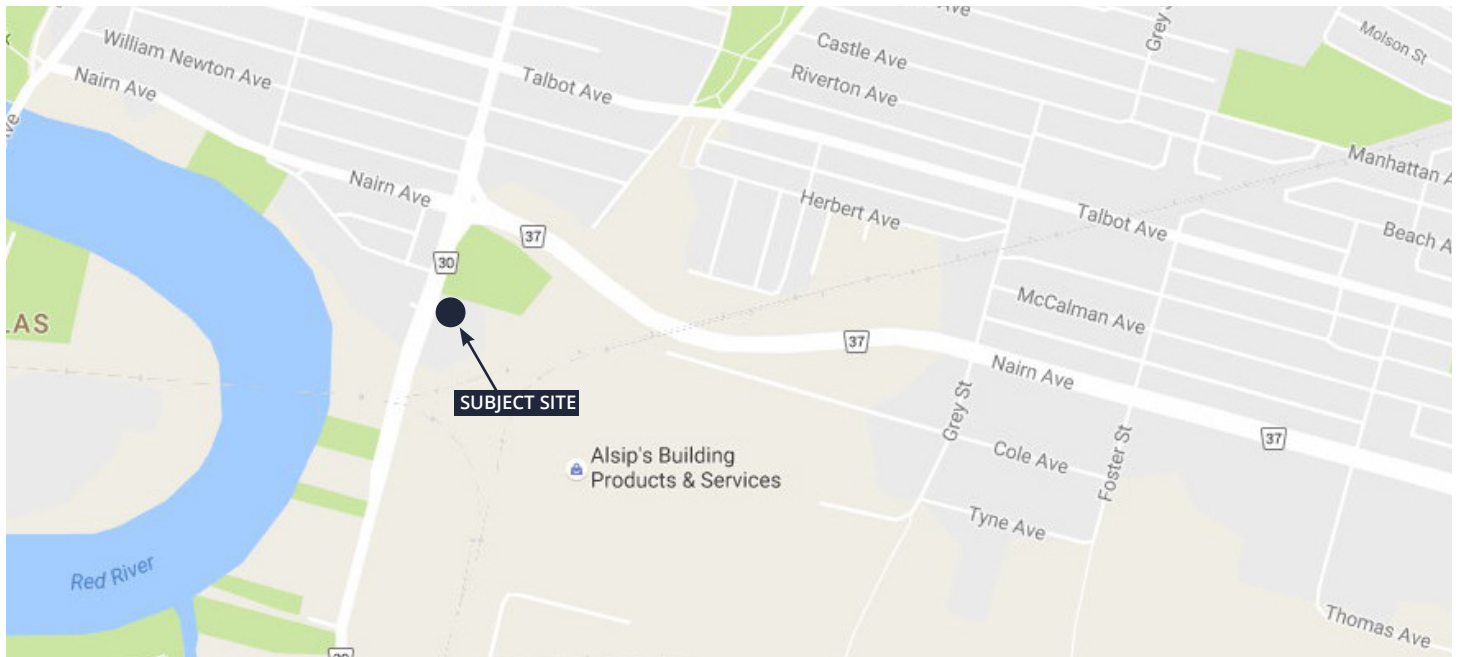 Ave
Grey S
Molson St
William Newton Ave
Castle Ave
Nairn Ave
Talbot Ave
Riverton Ave
ve
Manhattan A
Nairn Ave
Herbert Ave
Talbot Ave
37
Beach A
30
McCalman Ave
LAS
37
Nairn Ave
SUBJECT SITE
Grey St
37
Alsip's Building
Products & Services
Cole Ave
Foster St
Tyne Ave
Red River
Thomas Ave